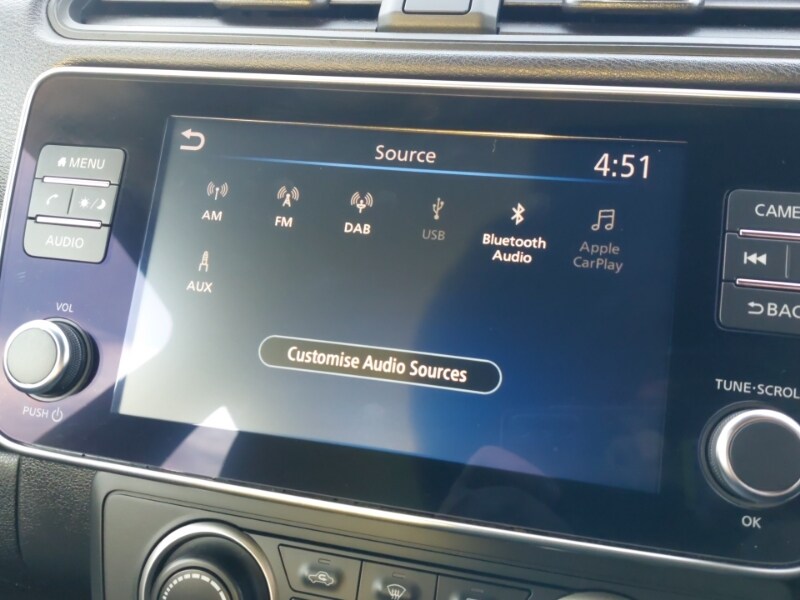 MENU
AUDIO
VOL
PUSH
Source
4:51
AM
FM
DAB
USB
Bluetooth
Audio
Apple
CarPlay
AUX
Customise Audio Sources
CAME
BAC
TUNE·SCROL
OK